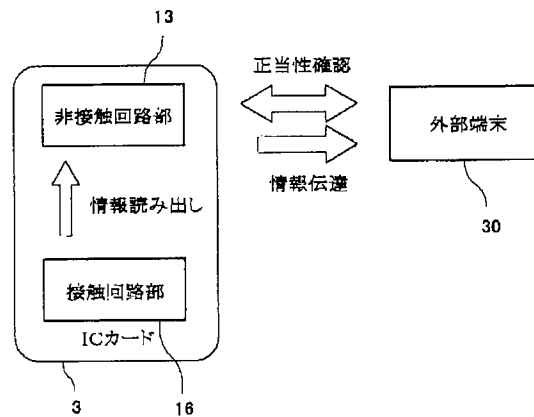 13
正当性確認
非接触回路部
外部端末
情報伝達
情報読み出し
30
接触回路部
ICカード
3
16